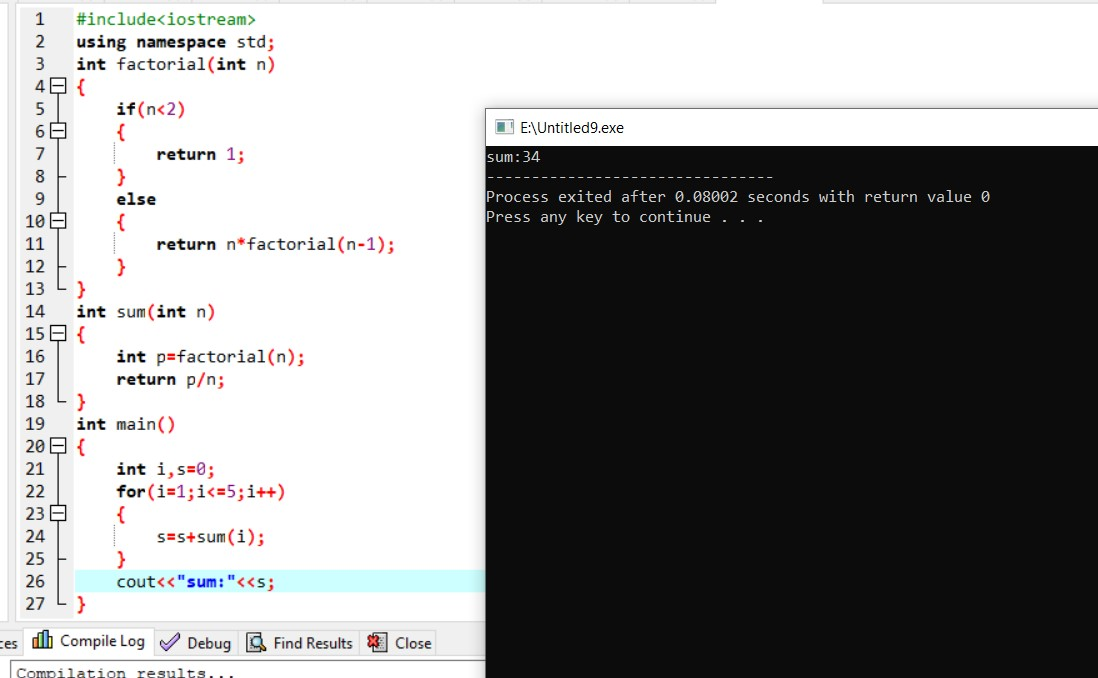 1 #include<iostream>
2 using namespace std;
3 int factorial(int n)
4 {
5 if(n<2)
6 {
7 return 1;
8 }
9 else
10 {
11 return n*factorial(n-1);
12 }
13 }
14 int sum(int n)
15 {
16 int p=factorial(n);
17 return p/n;
18 }
19 int main()
20 {
21 int i,s=0;
22 for(i=1;i<=5;i++)
23 {
24 s=s+sum(i);
25 }
26 cout<<"sum:"<<s;
27 }
E:\Untitled9.exe
sum:34
--------------------------------
Process exited after 0.08002 seconds with return value 0
Press any key to continue . . .
ces Compile Log Debug Find Results Close
Compilation results...